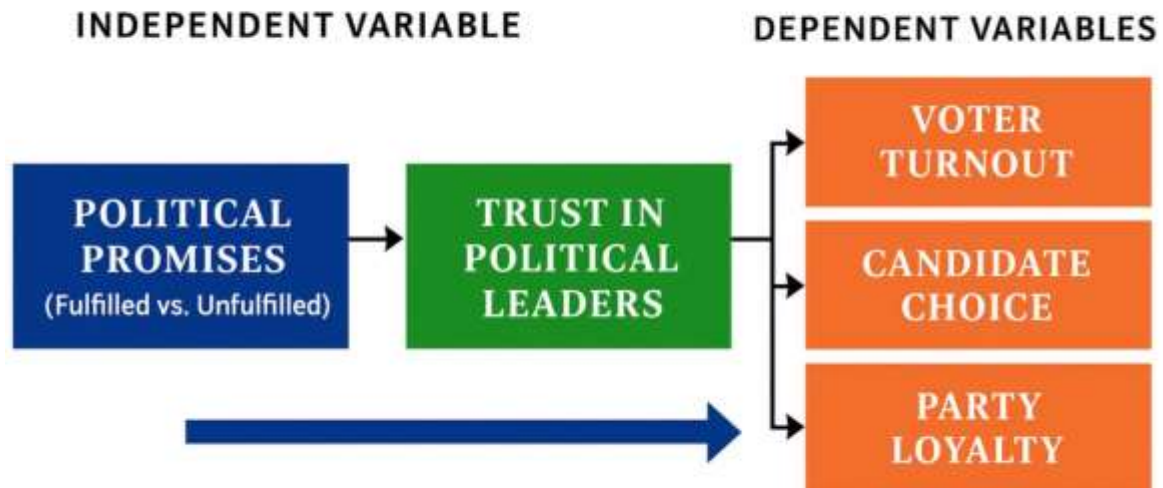 INDEPENDENT VARIABLE
DEPENDENT VARIABLES
POLITICAL
PROMISES
(Fulfilled vs. Unfulfilled)
TRUST IN
POLITICAL
LEADERS
VOTER
TURNOUT
CANDIDATE
CHOICE
PARTY
LOYALTY